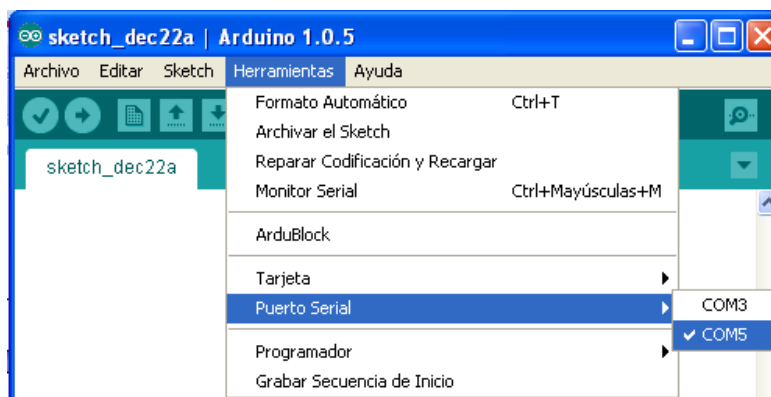 sketch_dec22a | Arduino 1.0.5
Archivo Editar Sketch Herramientas Ayuda
Formato Automático Ctrl+T
Archivar el Sketch
Reparar Codificación y Recargar
sketch_dec22a
Monitor Serial Ctrl+Mayúsculas+M
ArduBlock
Tarjeta
Puerto Serial
COM3
COM5
Programador
Grabar Secuencia de Inicio